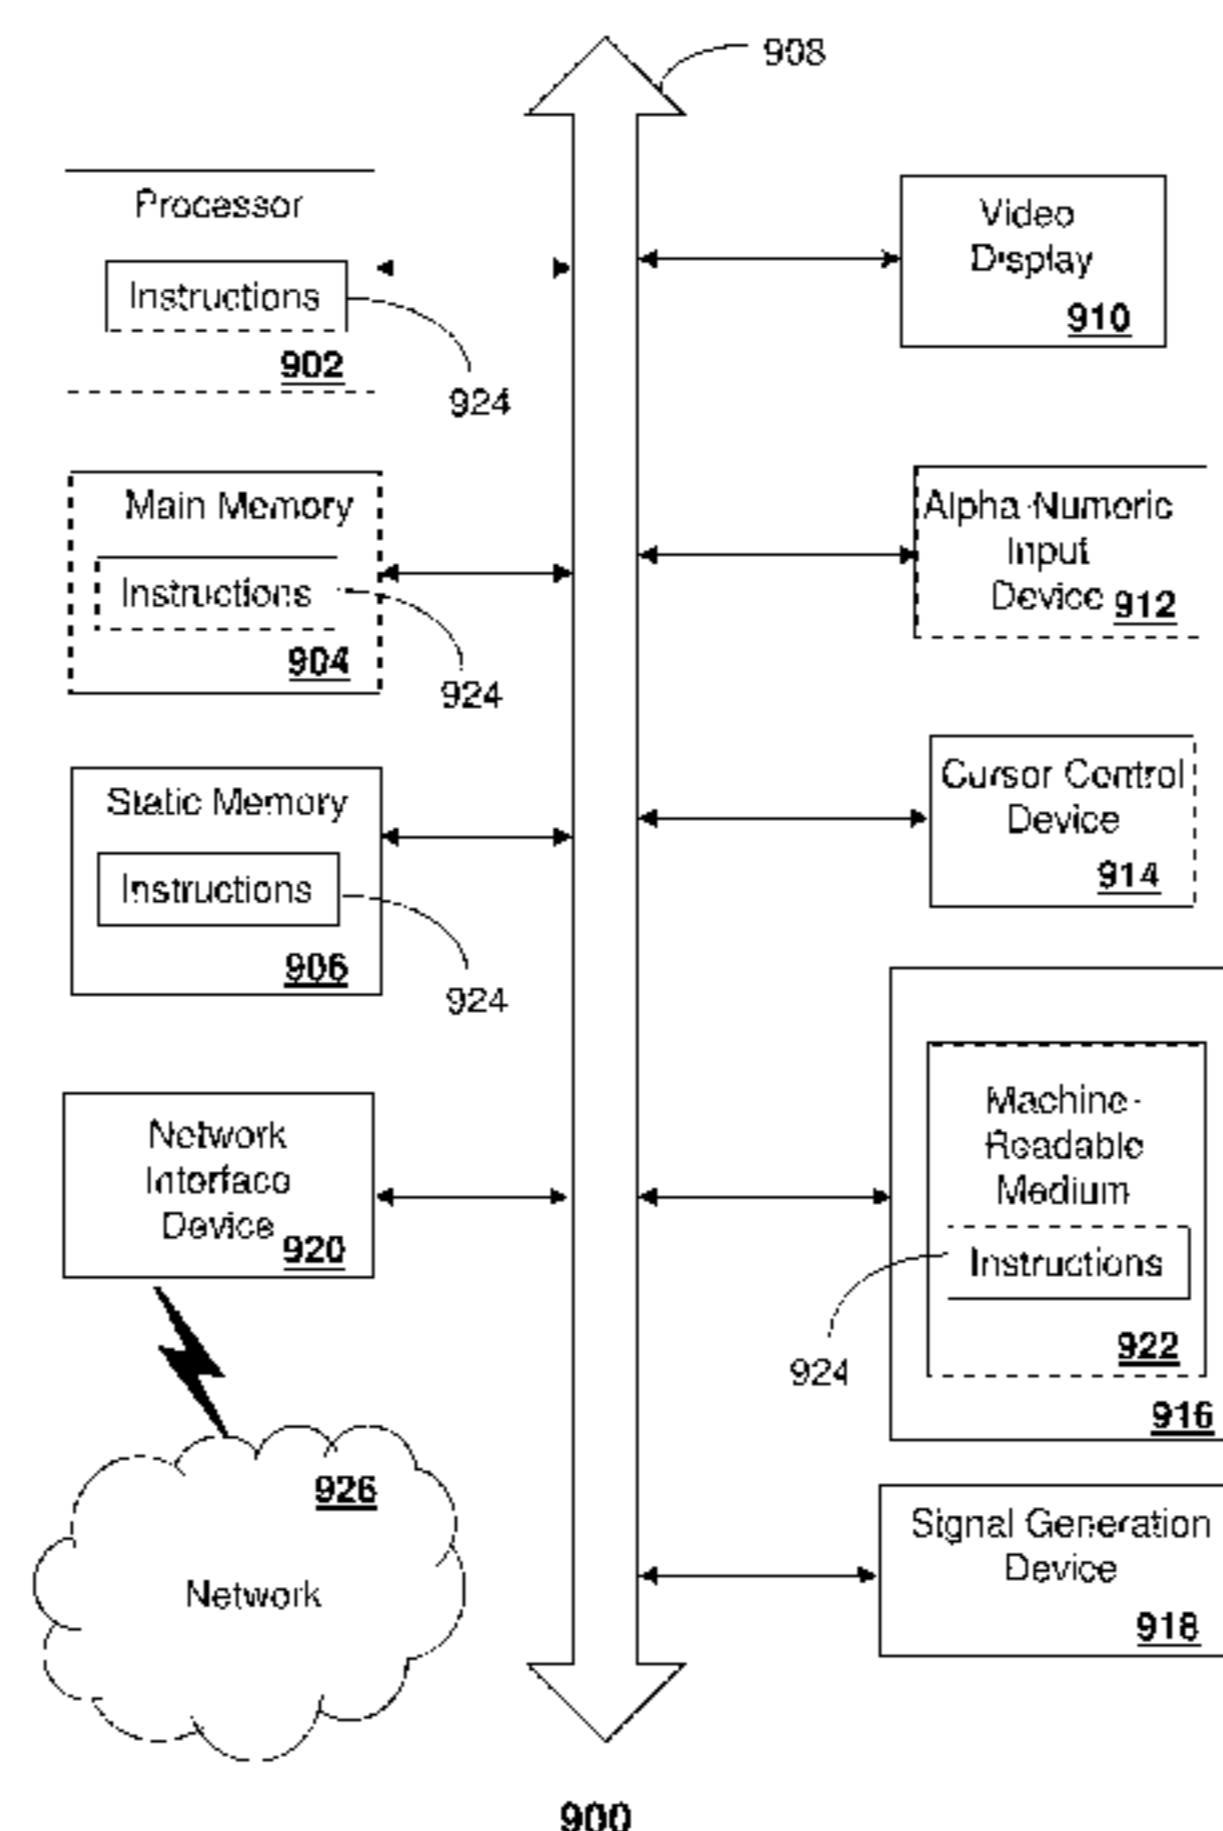 908
Processor
Instructions
902
924
Main Memory
Instructions
904
924
Static Memory
Instructions
906
924
Network
Interface
Device 920
926
Network
Video
Display
910
Alpha-Numeric
Input
Device 912
Cursor Control
Device
914
Machine-
Readable
Medium
Instructions
924
922
916
Signal Generation
Device
918
900